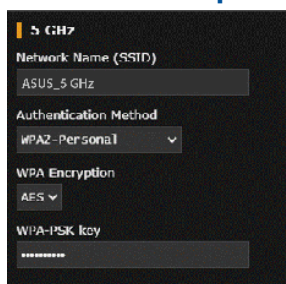 5 GHz
Network Name (SSID)
ASUS_5 GHz
Authentication Method
WPA2-Personal
WPA Encryption
AES
WPA-PSK key
••••••••••